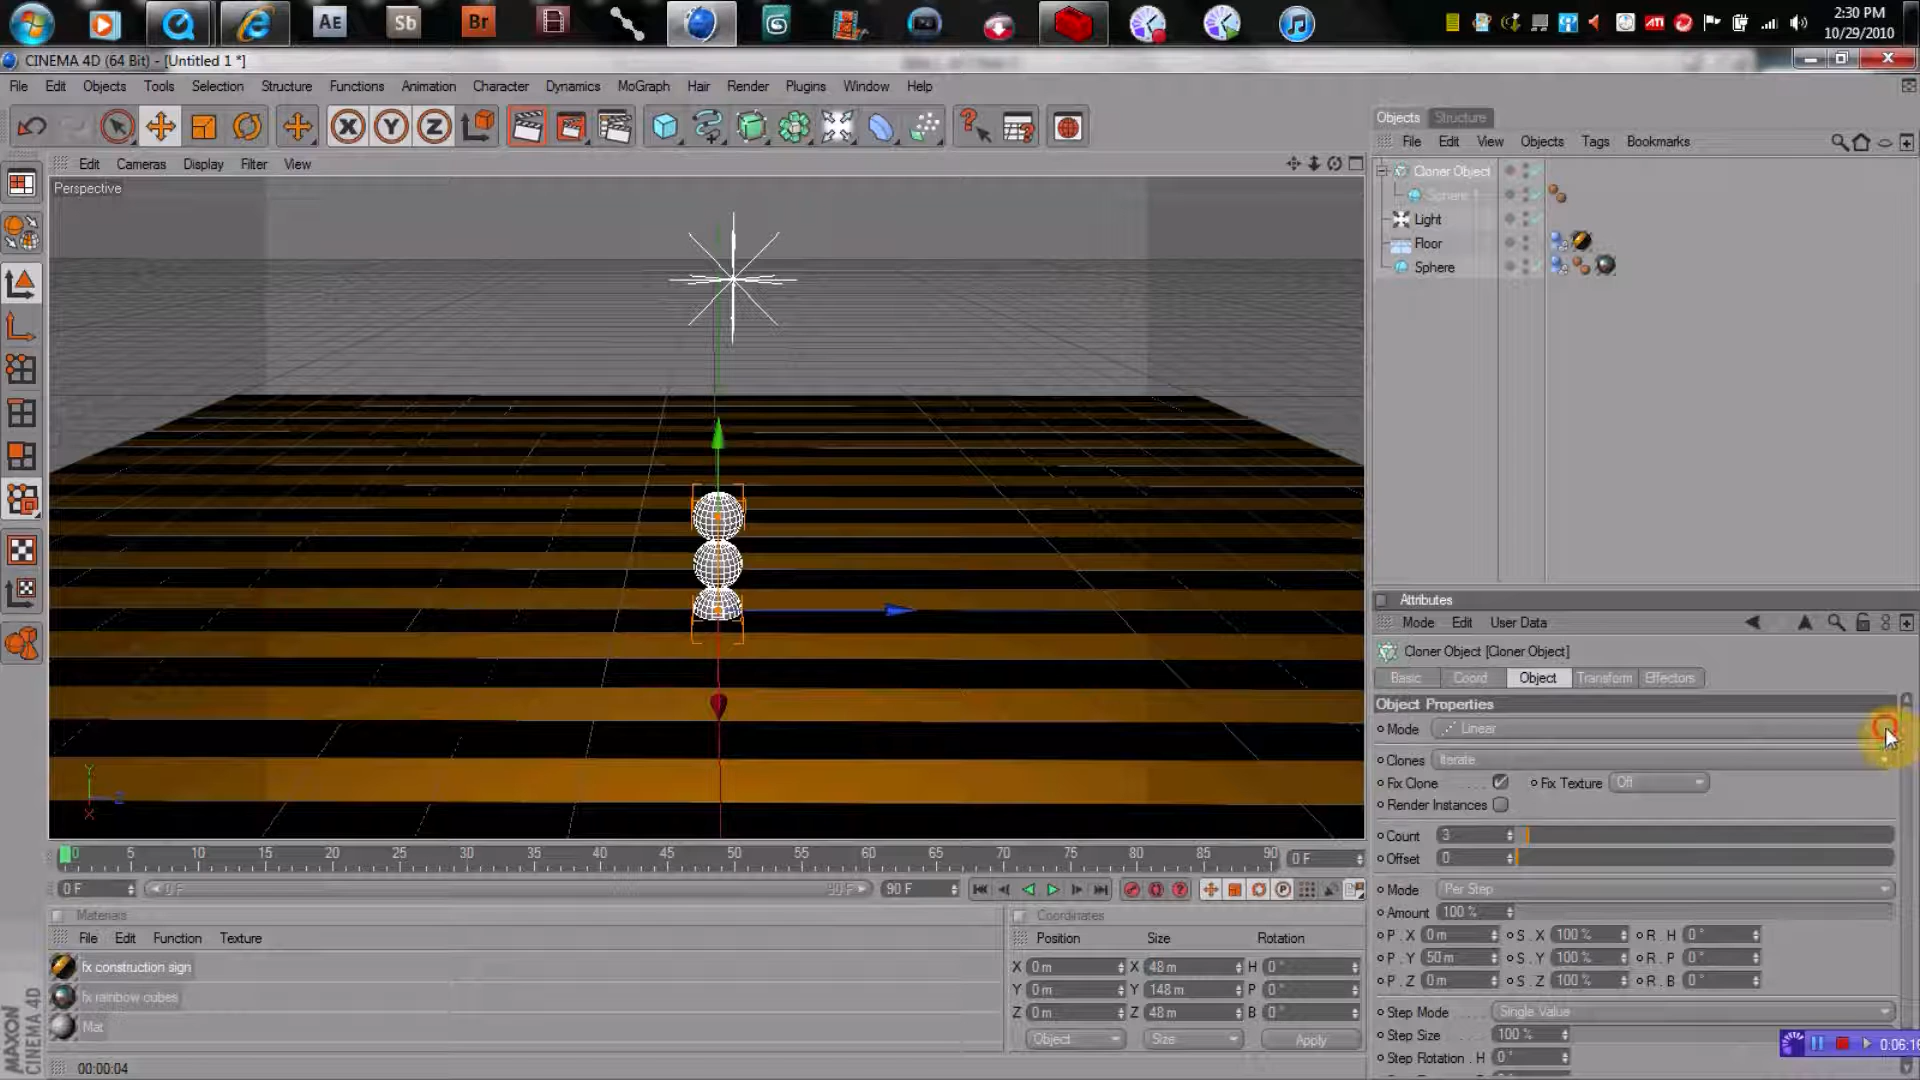 Ae
Sb
Br
ATI
2:30 PM
10/29/2010
CINEMA 4D (64 Bit) - [Untitled 1 *]
File Edit Objects Tools Selection Structure Functions Animation Character Dynamics MoGraph Hair Render Plugins Window Help
X Y Z
Objects Structure
File Edit View Objects Tags Bookmarks
Edit Cameras Display Filter View
Perspective
Cloner Object
Sphere 1
Light
Floor
Sphere
Attributes
Mode Edit User Data
Cloner Object [Cloner Object]
Basic Coord Object Transform Effectors
Object Properties
Mode Linear
Clones Iterate
Fix Clone Fix Texture Off
Render Instances
Count 3
Offset 0
Mode Per Step
Amount 100 %
P . X 0 m S . X 100 % R . H 0 °
P . Y 50 m S . Y 100 % R . P 0 °
P . Z 0 m S . Z 100 % R . B 0 °
Step Mode Single Value
Step Size 100 %
Step Rotation . H 0 °
0:06:16
Y
Z
X
0 5 10 15 20 25 30 35 40 45 50 55 60 65 70 75 80 85 90 0 F
0 F 0 F 90 F 90 F
P
Materials
File Edit Function Texture
fx construction sign
fx rainbow cubes
Mat
Coordinates
Position Size Rotation
X 0 m X 48 m H 0 °
Y 0 m Y 148 m P 0 °
Z 0 m Z 48 m B 0 °
Object Size Apply
MAXON
CINEMA 4D
00:00:04